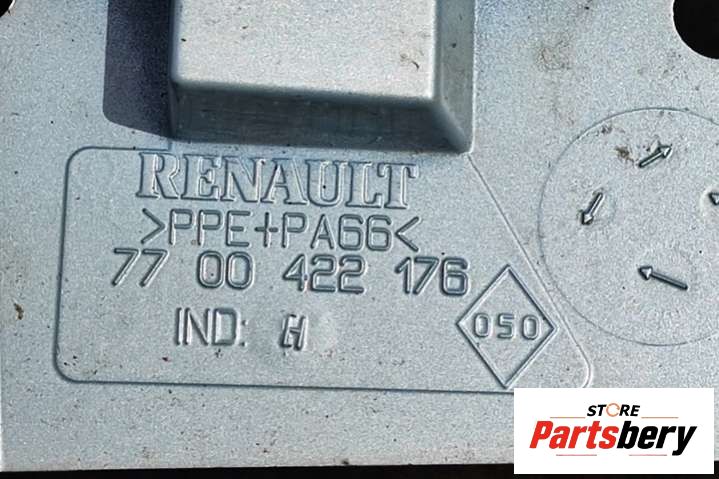 RENAULT
>PPE+PA66<
77 00 422 176
IND: H
050
STORE
Partsbery